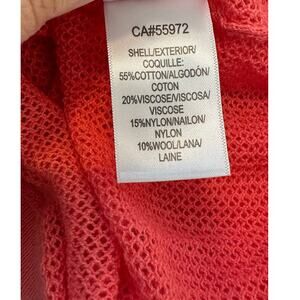 CA#55972
SHELL/EXTERIOR/
COQUILLE:
55%COTTON/ALGODÓN/
COTON
20%VISCOSE/VISCOSA/
VISCOSE
15%NYLON/NAILON/
NYLON
10%WOOL/LANA/
LAINE